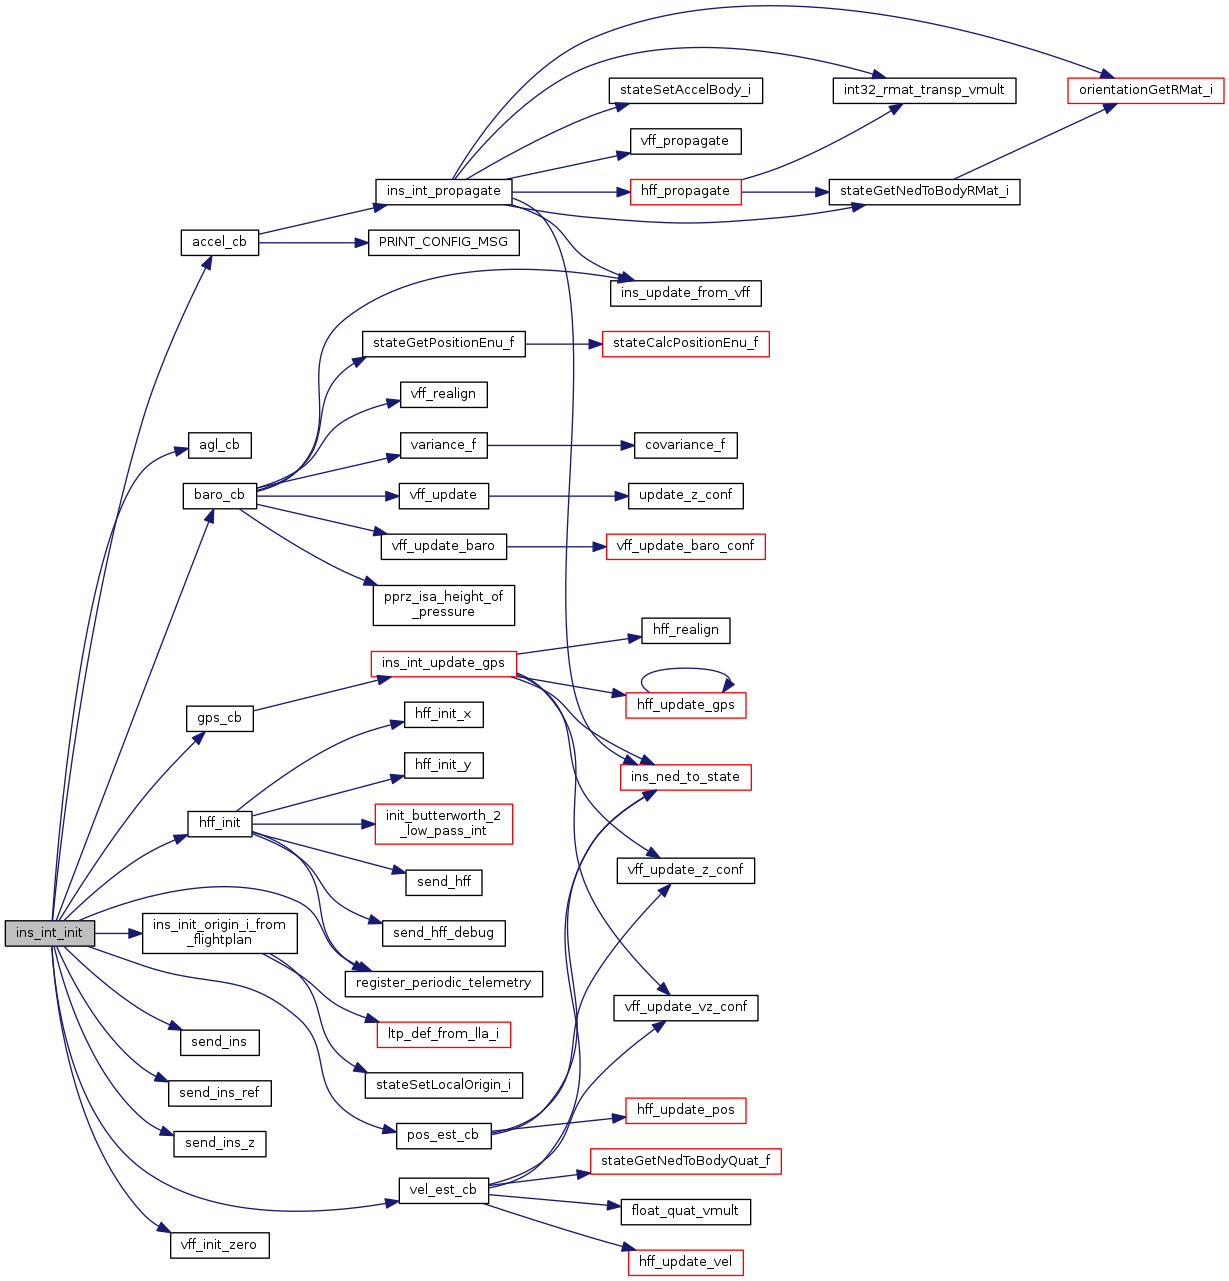 stateSetAccelBody_i
int32_rmat_transp_vmult
orientationGetRMat_i
vff_propagate
ins_int_propagate
hff_propagate
stateGetNedToBodyRMat_i
accel_cb
PRINT_CONFIG_MSG
ins_update_from_vff
stateGetPositionEnu_f
stateCalcPositionEnu_f
vff_realign
agl_cb
variance_f
covariance_f
baro_cb
vff_update
update_z_conf
vff_update_baro
vff_update_baro_conf
pprz_isa_height_of
_pressure
hff_realign
ins_int_update_gps
hff_update_gps
gps_cb
hff_init_x
hff_init_y
ins_ned_to_state
hff_init
init_butterworth_2
_low_pass_int
vff_update_z_conf
send_hff
ins_int_init
ins_init_origin_i_from
_flightplan
send_hff_debug
register_periodic_telemetry
vff_update_vz_conf
send_ins
ltp_def_from_lla_i
stateSetLocalOrigin_i
send_ins_ref
hff_update_pos
send_ins_z
pos_est_cb
stateGetNedToBodyQuat_f
vel_est_cb
float_quat_vmult
vff_init_zero
hff_update_vel